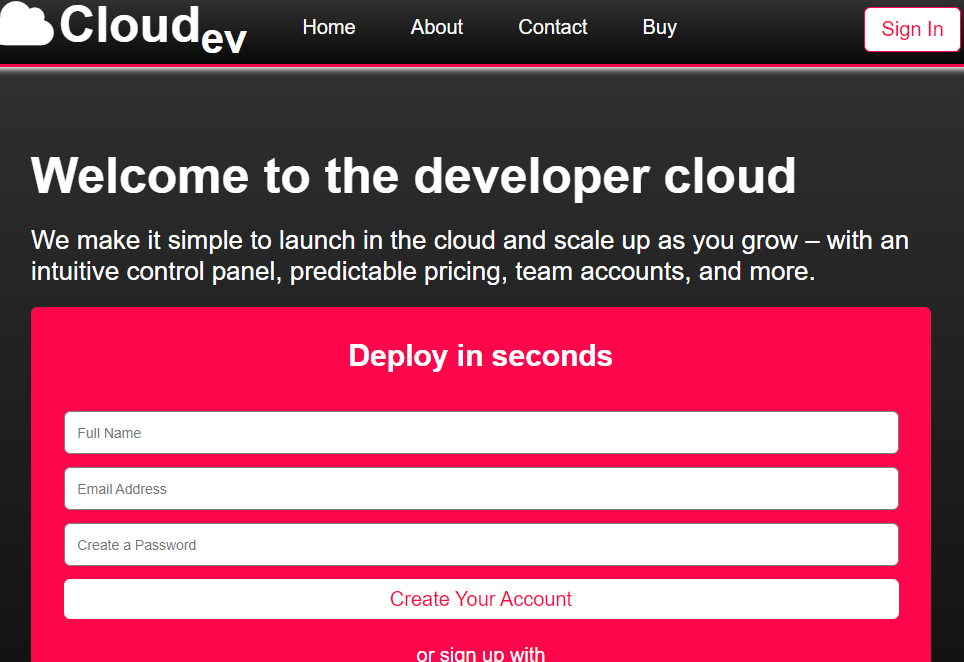 Cloudev
Home About Contact Buy
Sign In
Welcome to the developer cloud
We make it simple to launch in the cloud and scale up as you grow – with an
intuitive control panel, predictable pricing, team accounts, and more.
Deploy in seconds
Full Name
Email Address
Create a Password
Create Your Account
or sign up with